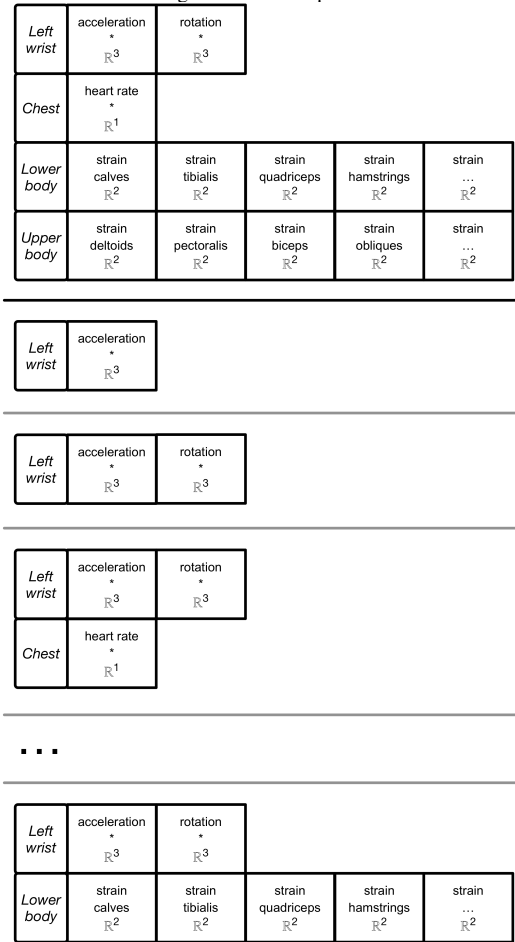 Left wrist
acceleration * ℝ3
rotation * ℝ3
Chest
heart rate * ℝ1
Lower body
strain calves ℝ2
strain tibialis ℝ2
strain quadriceps ℝ2
strain hamstrings ℝ2
strain ... ℝ2
Upper body
strain deltoids ℝ2
strain pectoralis ℝ2
strain biceps ℝ2
strain obliques ℝ2
strain ... ℝ2
Left wrist
acceleration * ℝ3
Left wrist
acceleration * ℝ3
rotation * ℝ3
Left wrist
acceleration * ℝ3
rotation * ℝ3
Chest
heart rate * ℝ1
...
Left wrist
acceleration * ℝ3
rotation * ℝ3
Lower body
strain calves ℝ2
strain tibialis ℝ2
strain quadriceps ℝ2
strain hamstrings ℝ2
strain ... ℝ2